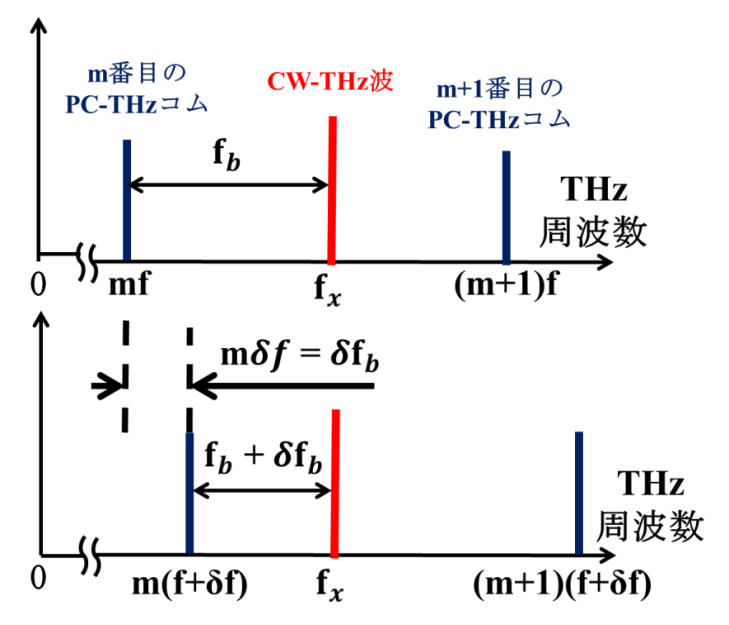 m番目の
PC-THzコム
CW-THz波
m+1番目の
PC-THzコム
f_b
THz
周波数
0
mf
f_x
(m+1)f
mδf = δf_b
f_b + δf_b
THz
周波数
0
m(f+δf)
f_x
(m+1)(f+δf)